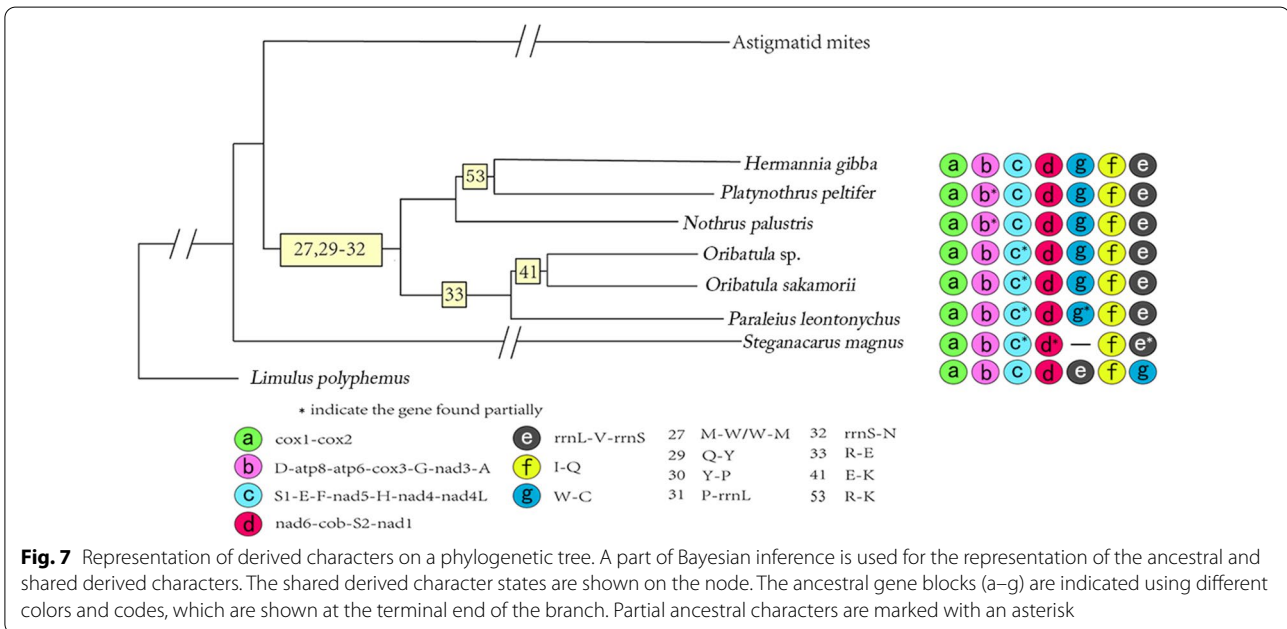 Astigmatid mites
Hermannia gibba a b c d g f e
53
Platynothrus peltifer a b* c d g f e
Nothrus palustris a b* c d g f e
27,29-32
Oribatula sp. a b c* d g f e
41
Oribatula sakamorii a b c* d g f e
33
Paraleius leontonychus a b c* d g* f e
Steganacarus magnus a b c* d* — f e*
Limulus polyphemus a b c d e f g
* indicate the gene found partially
a cox1-cox2 e rrnL-V-rrnS 27 M-W/W-M 32 rrnS-N
b D-atp8-atp6-cox3-G-nad3-A f I-Q 29 Q-Y 33 R-E
30 Y-P 41 E-K
c S1-E-F-nad5-H-nad4-nad4L g W-C 31 P-rrnL 53 R-K
d nad6-cob-S2-nad1
Fig. 7 Representation of derived characters on a phylogenetic tree. A part of Bayesian inference is used for the representation of the ancestral and
shared derived characters. The shared derived character states are shown on the node. The ancestral gene blocks (a–g) are indicated using different
colors and codes, which are shown at the terminal end of the branch. Partial ancestral characters are marked with an asterisk